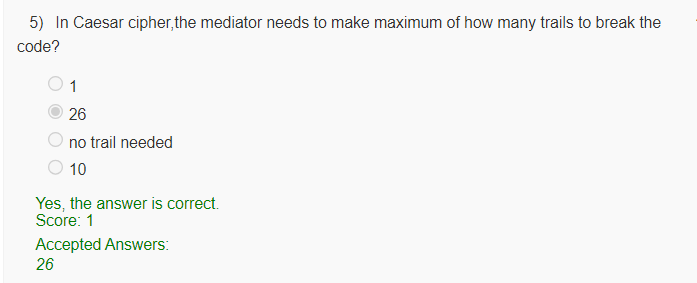 5) In Caesar cipher,the mediator needs to make maximum of how many trails to break the
code?
1
26
no trail needed
10
Yes, the answer is correct.
Score: 1
Accepted Answers:
26